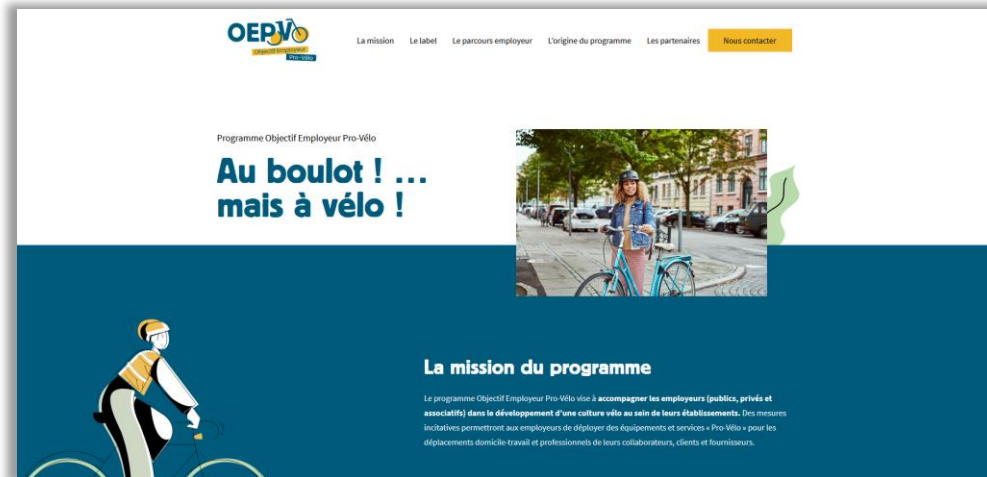 OEPV
Objectif Employeur
Pro-Vélo
La mission Le label Le parcours employeur L'origine du programme Les partenaires Nous contacter
Programme Objectif Employeur Pro-Vélo
Au boulot ! ...
mais à vélo !
La mission du programme
Le programme Objectif Employeur Pro-Vélo vise à accompagner les employeurs (publics, privés et
associatifs) dans le développement d'une culture vélo au sein de leurs établissements. Des mesures
incitatives permettront aux employeurs de déployer des équipements et services « Pro-Vélo » pour les
déplacements domicile-travail et professionnels de leurs collaborateurs, clients et fournisseurs.